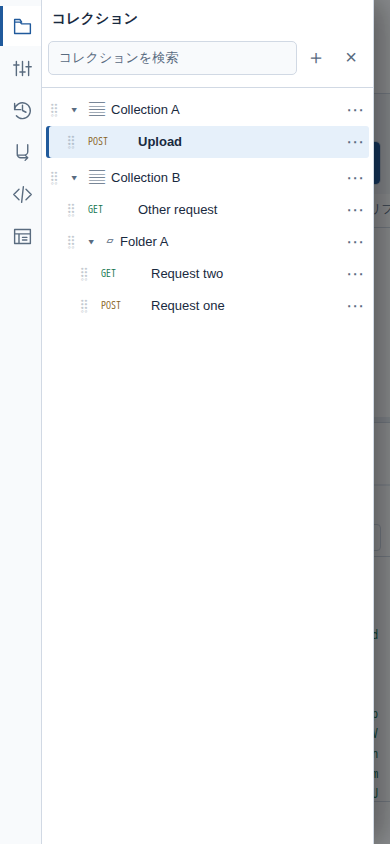 コレクション
コレクションを検索
Collection A
POST Upload
Collection B
GET Other request
Folder A
GET Request two
POST Request one